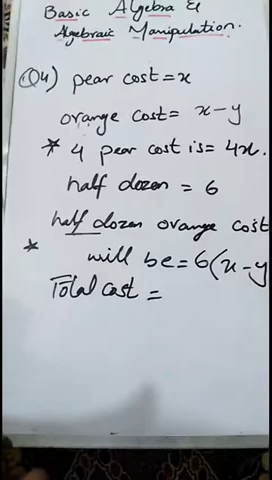 Basic Algebra &
Algebraic Manipulation.
Q4) pear cost = x
orange cost = x-y
* 4 pear cost is = 4x.
half dozen = 6
half dozen orange cost
* will be = 6(x-y
Total cost =